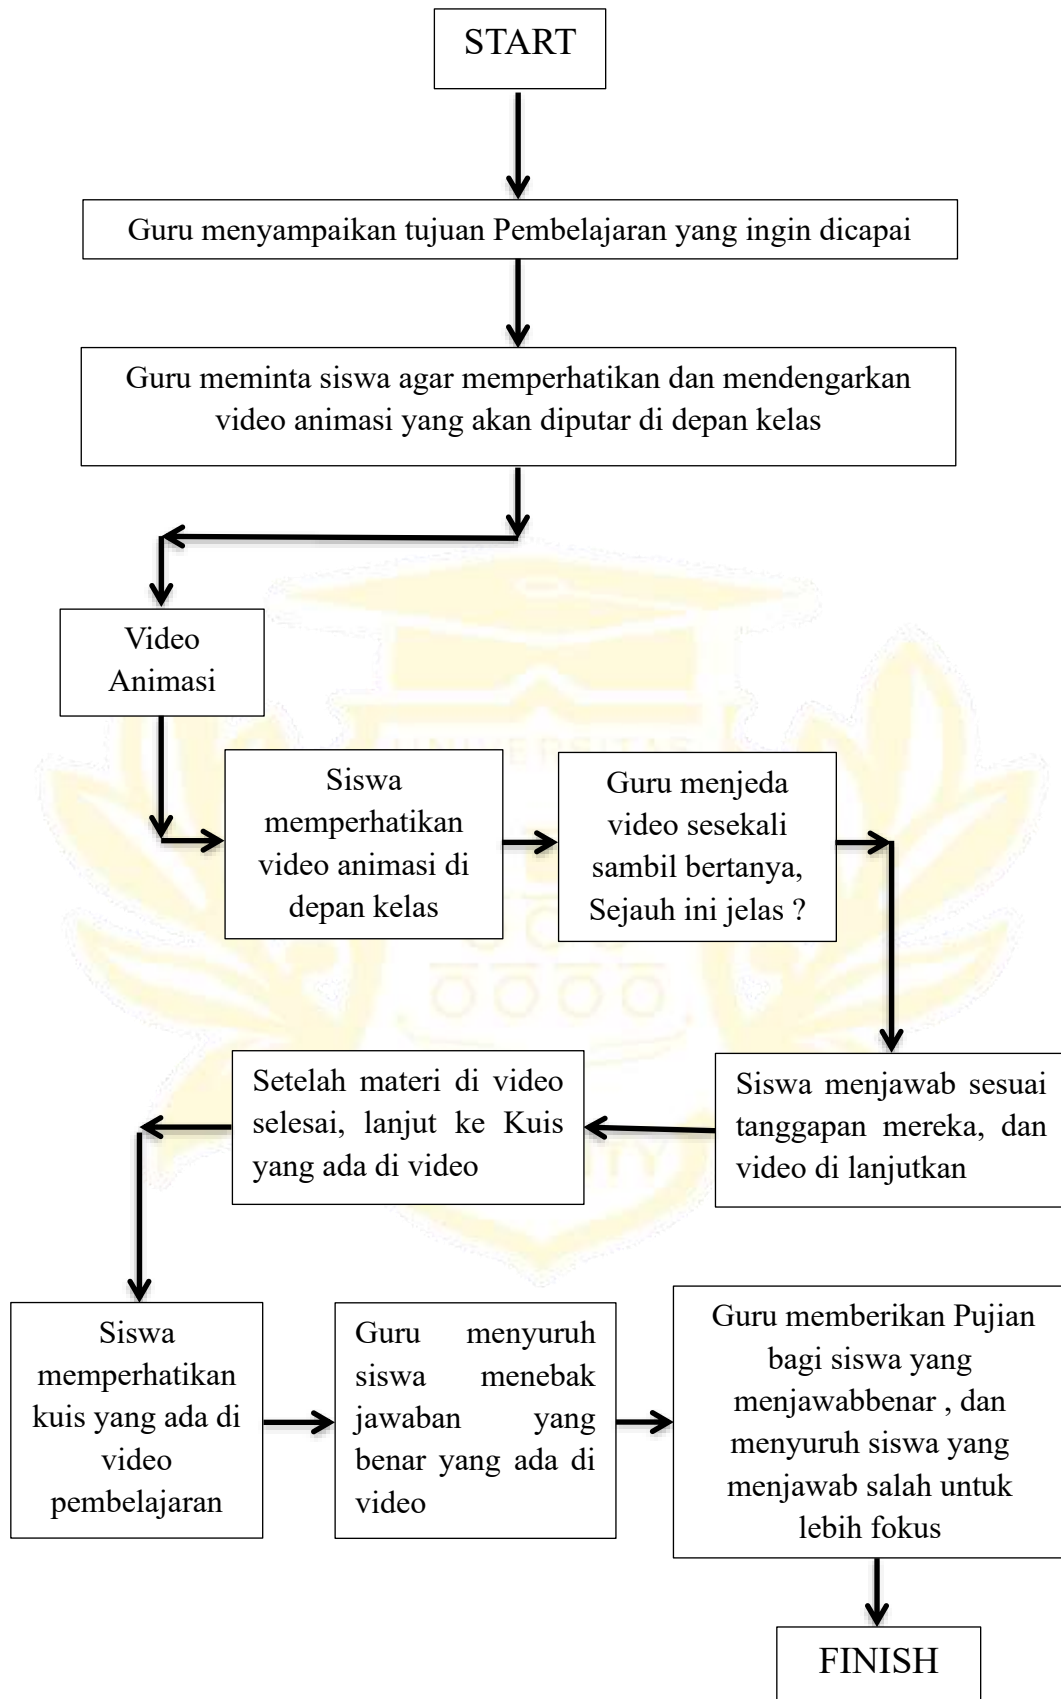 START
Guru menyampaikan tujuan Pembelajaran yang ingin dicapai
Guru meminta siswa agar memperhatikan dan mendengarkan
video animasi yang akan diputar di depan kelas
Video
Animasi
Siswa
memperhatikan
video animasi di
depan kelas
Guru menjeda
video sesekali
sambil bertanya,
Sejauh ini jelas ?
Siswa menjawab sesuai
tanggapan mereka, dan
video di lanjutkan
Setelah materi di video
selesai, lanjut ke Kuis
yang ada di video
Siswa
memperhatikan
kuis yang ada di
video
pembelajaran
Guru menyuruh
siswa menebak
jawaban yang
benar yang ada di
video
Guru memberikan Pujian
bagi siswa yang
menjawabbenar , dan
menyuruh siswa yang
menjawab salah untuk
lebih fokus
FINISH